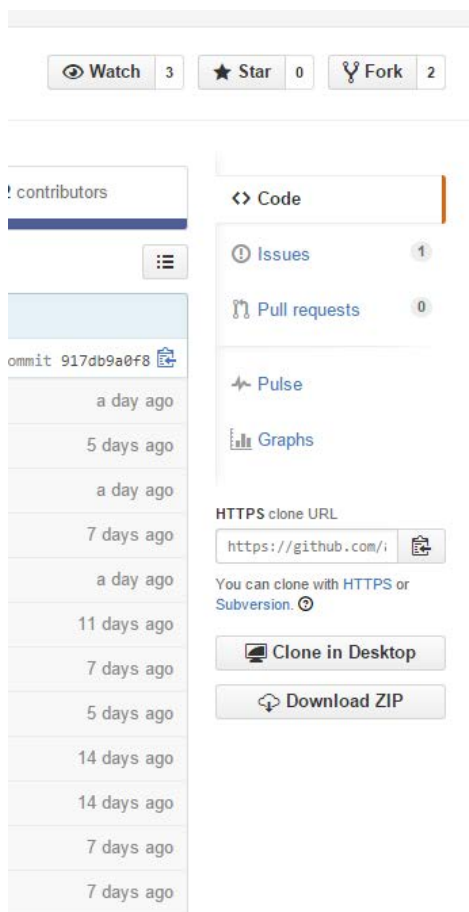 Watch 3 Star 0 Fork 2
contributors
Code
Issues 1
Pull requests 0
917db9a0f8
a day ago
5 days ago
a day ago
7 days ago
a day ago
11 days ago
7 days ago
5 days ago
14 days ago
14 days ago
7 days ago
7 days ago
Pulse
Graphs
HTTPS clone URL
https://github.com/
You can clone with HTTPS or
Subversion.
Clone in Desktop
Download ZIP